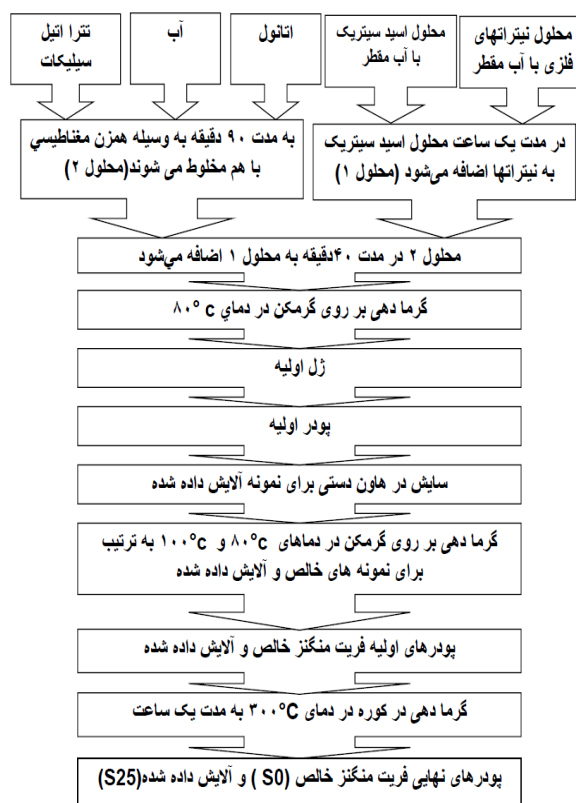 محلول نیتراتهای
فلزی با آب مقطر
محلول اسید سیتریک
با آب مقطر
اتانول
آب
تترا اتیل
سیلیکات
در مدت یک ساعت محلول اسید سیتریک
به نیتراتها اضافه می‌شود (محلول ۱)
به مدت ۹۰ دقیقه به وسیله همزن مغناطيسي
با هم مخلوط می شوند(محلول ۲)
محلول ۲ در مدت ۴۰دقیقه به محلول ۱ اضافه مي‌شود
گرما دهی بر روی گرمکن در دماي ۸۰° c
ژل اولیه
پودر اولیه
سایش در هاون دستی برای نمونه آلایش داده شده
گرما دهی بر روی گرمکن در دماهای ۸۰°c و ۱۰۰°c به ترتیب
برای نمونه های خالص و آلایش داده شده
پودرهای اولیه فریت منگنز خالص و آلایش داده شده
گرما دهی در کوره در دمای ۳۰۰°C به مدت یک ساعت
پودرهای نهایی فریت منگنز خالص (S0 ) و آلایش داده شده(S25)